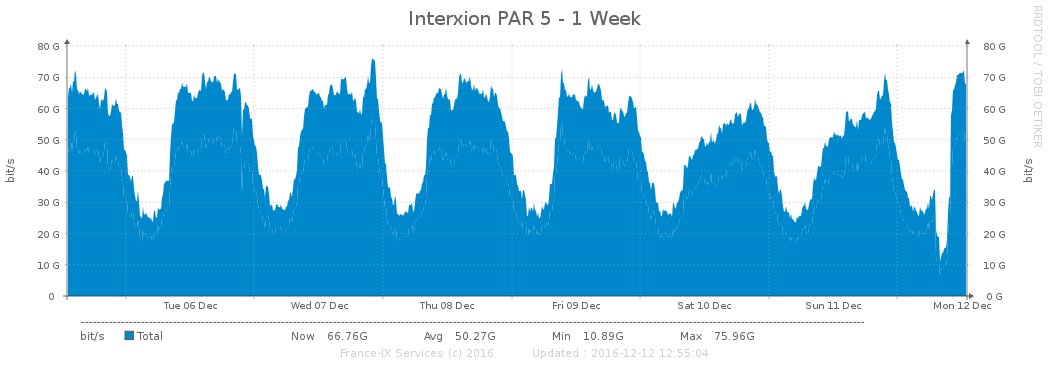 Interxion PAR 5 - 1 Week
RRDTOOL / TOBI OETIKER
80 G 80 G
70 G 70 G
60 G 60 G
50 G 50 G
40 G 40 G
30 G 30 G
20 G 20 G
10 G 10 G
0 0 G
bit/s bit/s
Tue 06 Dec Wed 07 Dec Thu 08 Dec Fri 09 Dec Sat 10 Dec Sun 11 Dec Mon 12 Dec
bit/s Total Now 66.76G Avg 50.27G Min 10.89G Max 75.96G
France-IX Services (c) 2016 Updated : 2016-12-12 12:55:04